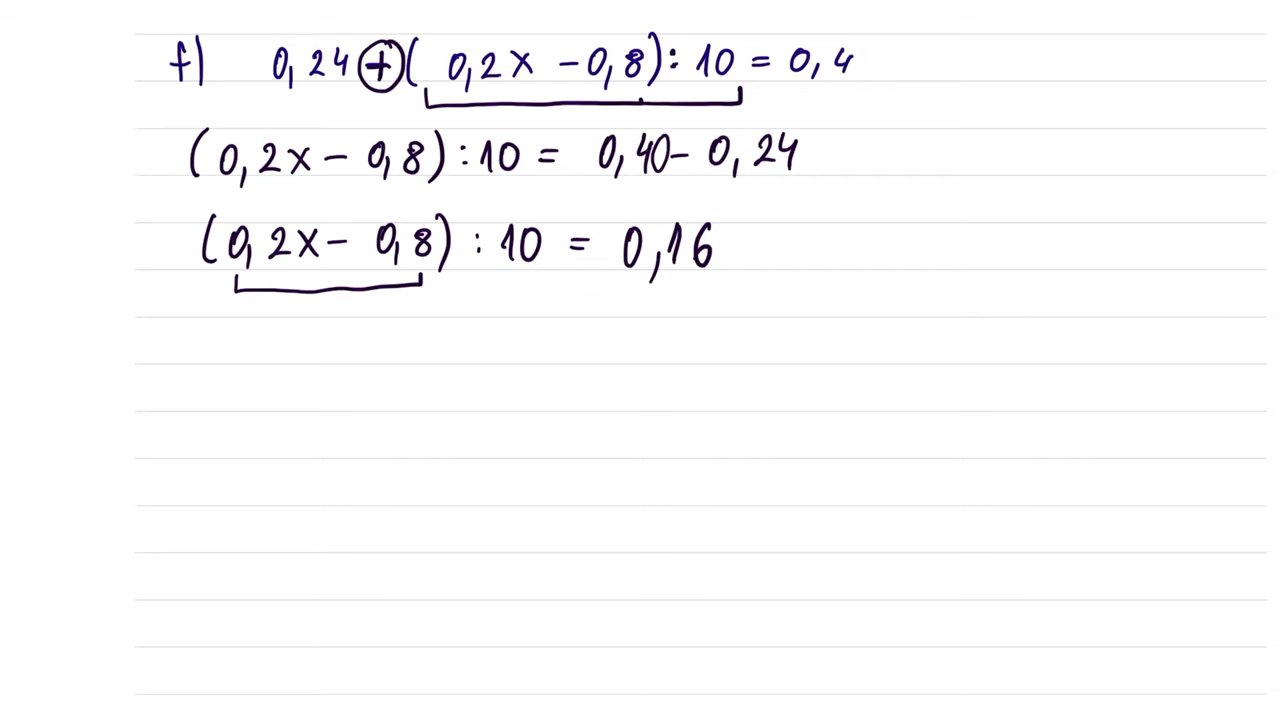 f) 0,24 + ( 0,2x - 0,8) : 10 = 0,4
(0,2x - 0,8) : 10 = 0,40 - 0,24
(0,2x - 0,8) : 10 = 0,16